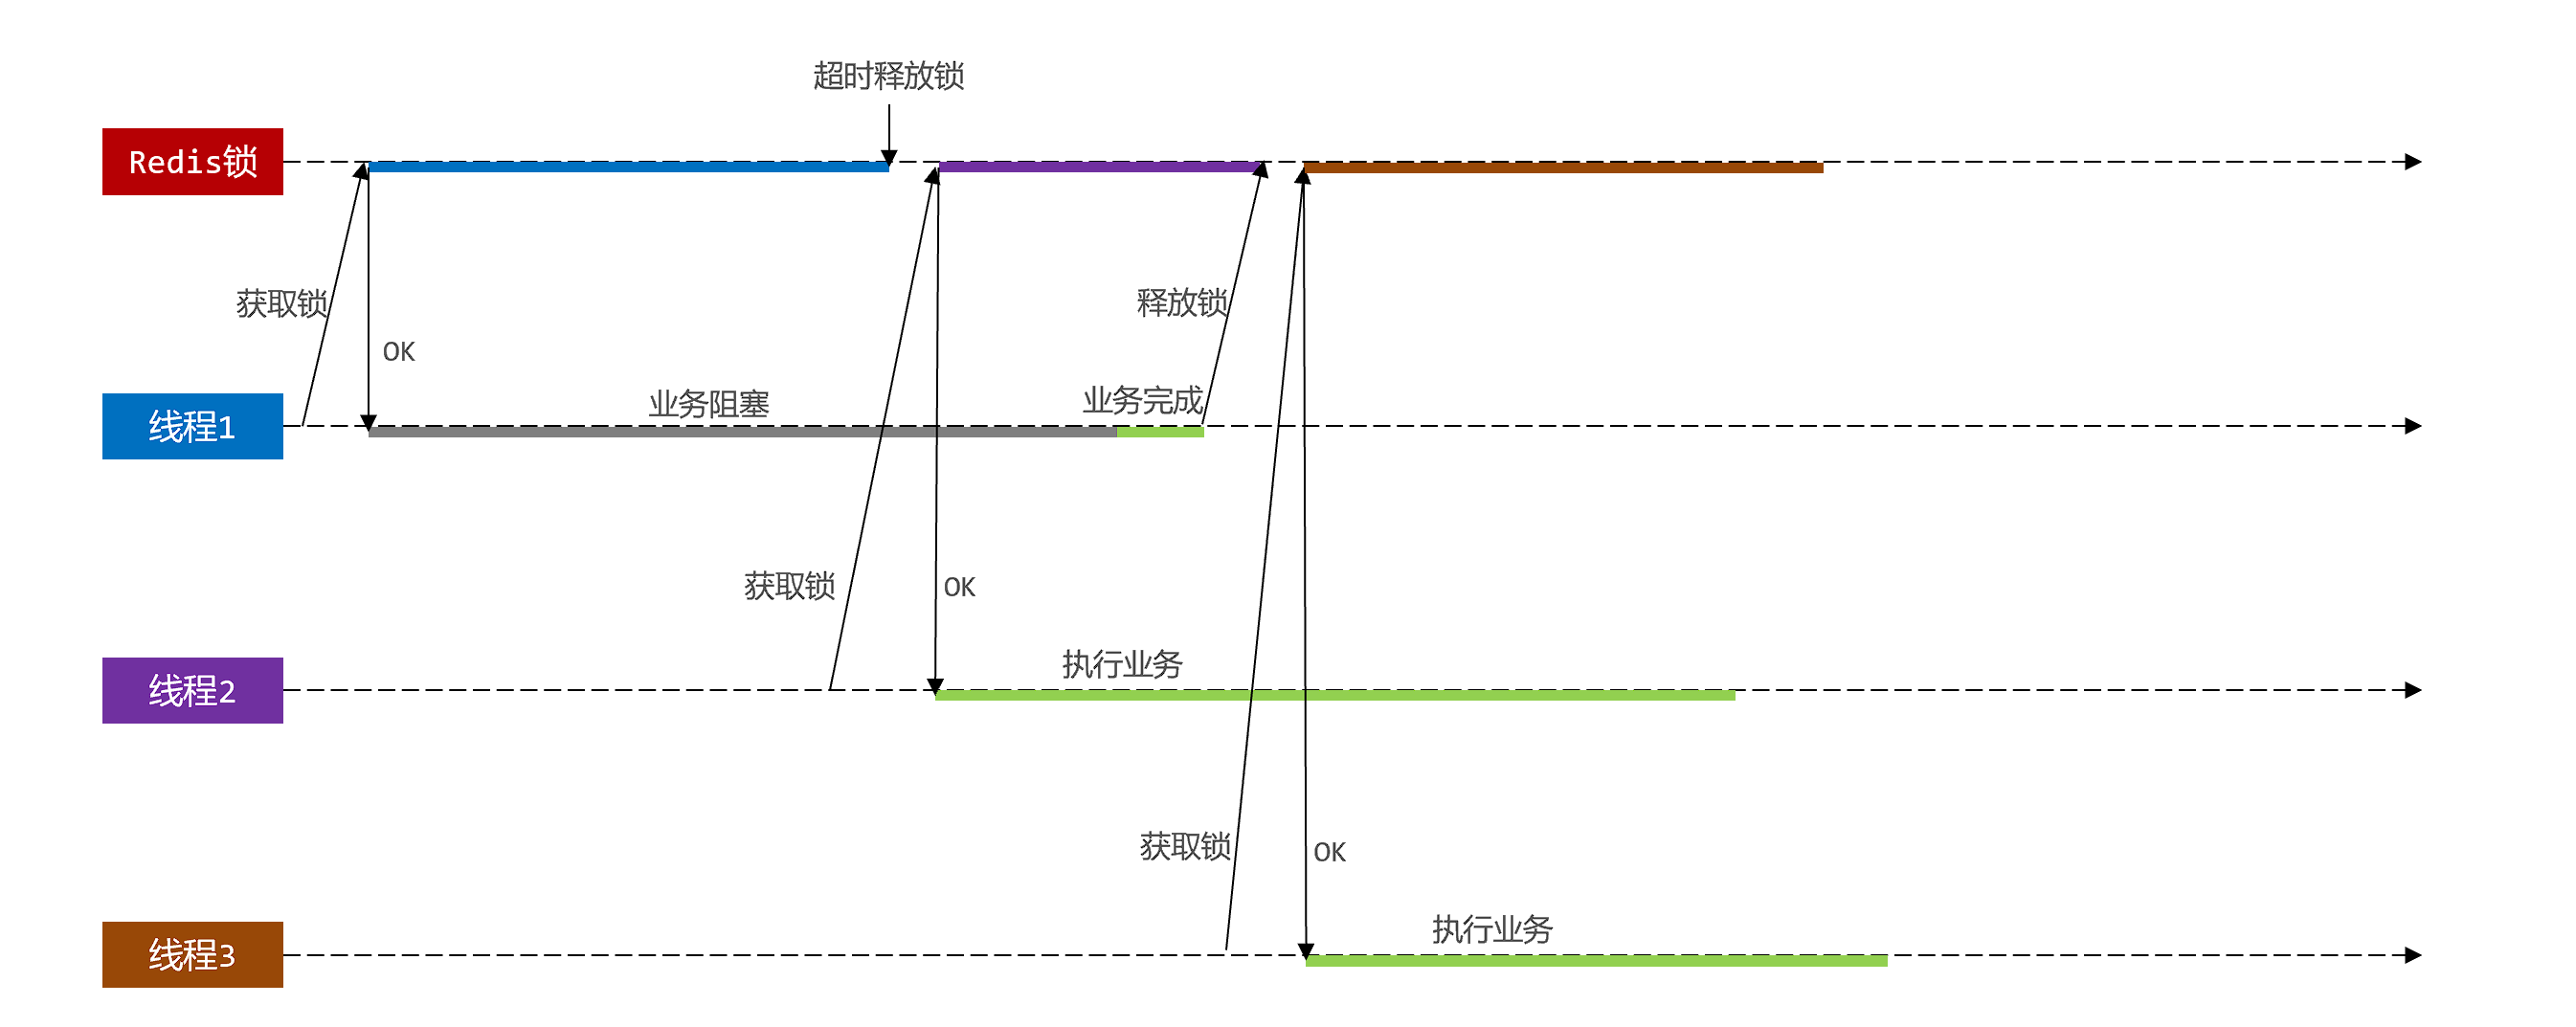 超时释放锁
Redis锁
获取锁
释放锁
OK
业务阻塞
业务完成
线程1
获取锁
OK
执行业务
线程2
获取锁
OK
执行业务
线程3